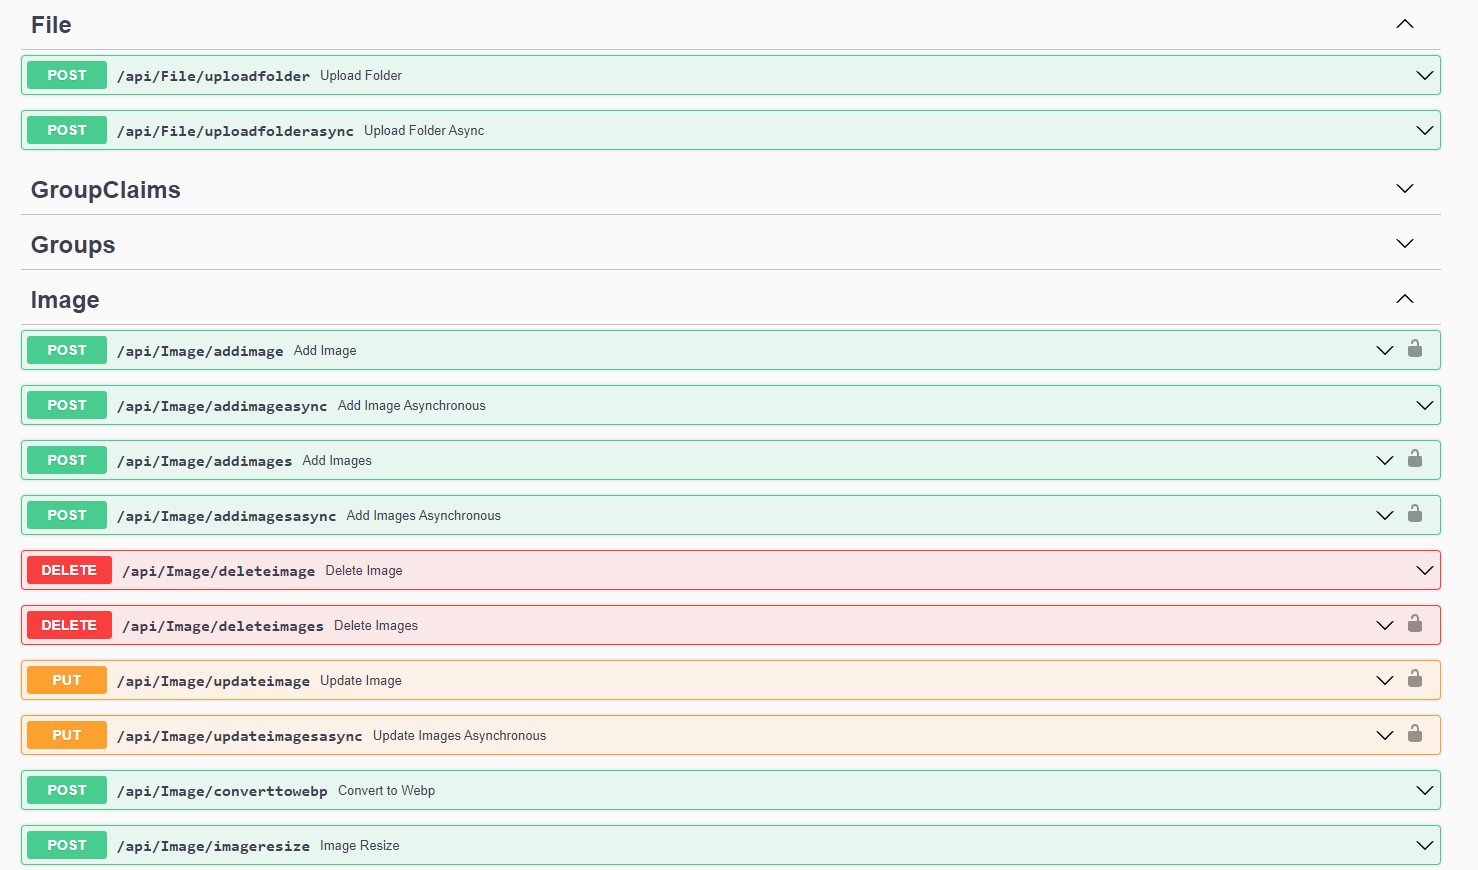 File
POST /api/File/uploadfolder Upload Folder
POST /api/File/uploadfolderasync Upload Folder Async
GroupClaims
Groups
Image
POST /api/Image/addimage Add Image
POST /api/Image/addimageasync Add Image Asynchronous
POST /api/Image/addimages Add Images
POST /api/Image/addimagesasync Add Images Asynchronous
DELETE /api/Image/deleteimage Delete Image
DELETE /api/Image/deleteimages Delete Images
PUT /api/Image/updateimage Update Image
PUT /api/Image/updateimagesasync Update Images Asynchronous
POST /api/Image/converttowebp Convert to Webp
POST /api/Image/imageresize Image Resize